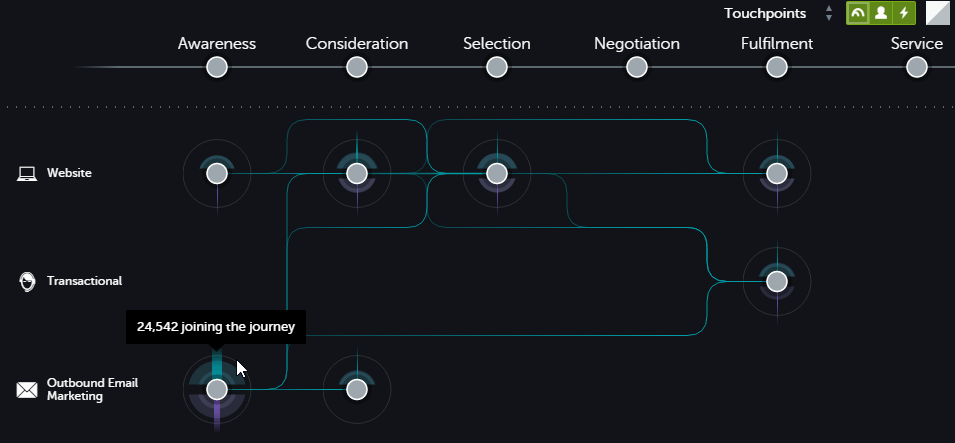 Touchpoints
Awareness Consideration Selection Negotiation Fulfilment Service
Website
Transactional
24,542 joining the journey
Outbound Email
Marketing